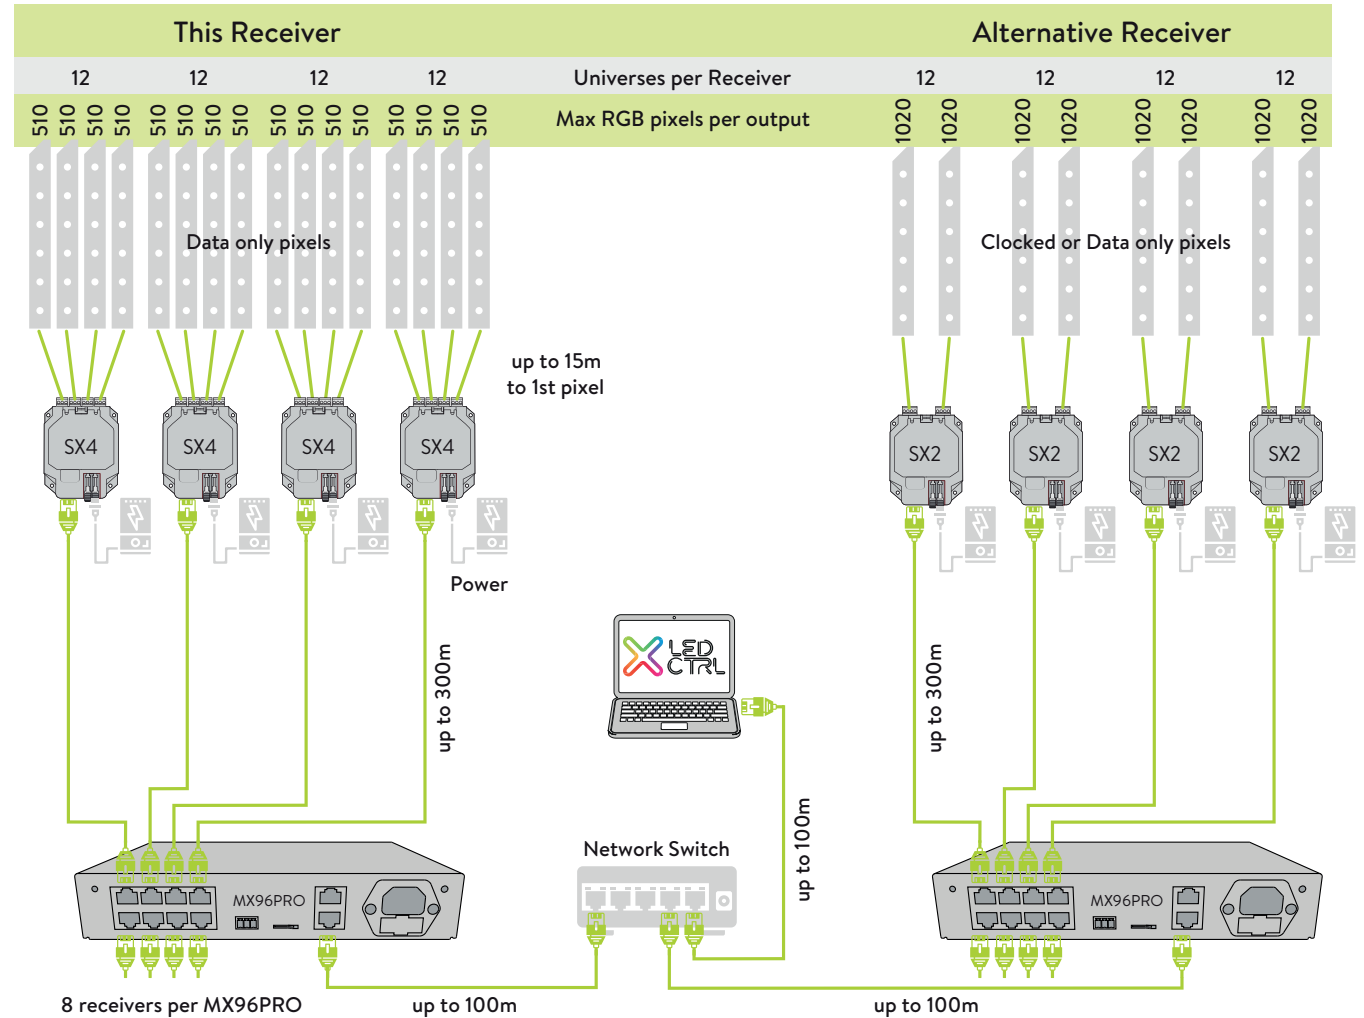 This Receiver
Alternative Receiver
12 12 12 12 Universes per Receiver 12 12 12 12
510 510 510 510 510 510 510 510 510 510 510 510 510 510 510 510 Max RGB pixels per output 1020 1020 1020 1020 1020 1020 1020 1020
Data only pixels
Clocked or Data only pixels
up to 15m
to 1st pixel
SX4 SX4 SX4 SX4
SX2 SX2 SX2 SX2
Power
up to 300m
LED
CTRL
up to 300m
up to 100m
Network Switch
MX96PRO
MX96PRO
8 receivers per MX96PRO
up to 100m
up to 100m